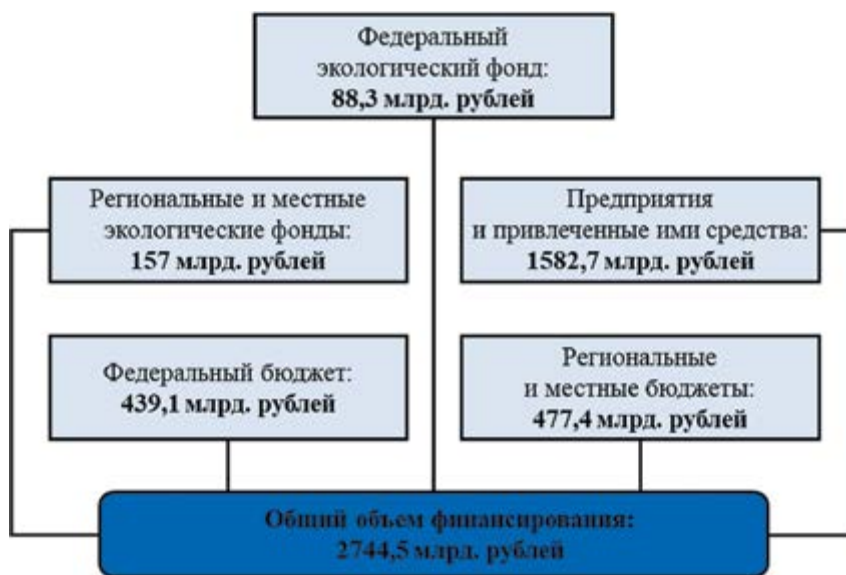 Федеральный
экологический фонд:
88,3 млрд. рублей
Региональные и местные
экологические фонды:
157 млрд. рублей
Предприятия
и привлеченные ими средства:
1582,7 млрд. рублей
Федеральный бюджет:
439,1 млрд. рублей
Региональные
и местные бюджеты:
477,4 млрд. рублей
Общий объем финансирования:
2744,5 млрд. рублей